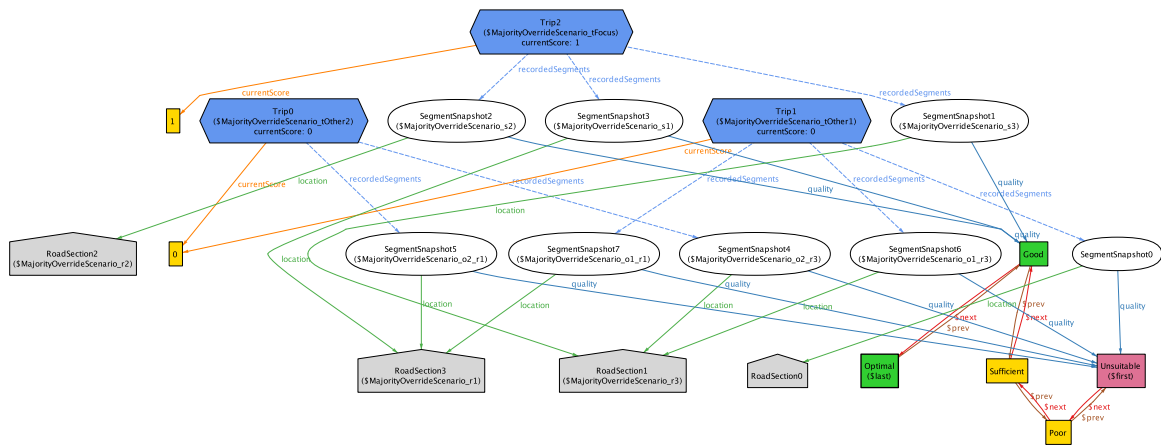 Trip2
($MajorityOverrideScenario_tFocus)
currentScore: 1
recordedSegments
recordedSegments
recordedSegments
currentScore
1
Trip0
($MajorityOverrideScenario_tOther2)
currentScore: 0
SegmentSnapshot2
($MajorityOverrideScenario_s2)
SegmentSnapshot3
($MajorityOverrideScenario_s1)
Trip1
($MajorityOverrideScenario_tOther1)
currentScore: 0
SegmentSnapshot1
($MajorityOverrideScenario_s3)
currentScore
currentScore
location
recordedSegments
recordedSegments
recordedSegments
recordedSegments
recordedSegments
quality
quality
location
quality
RoadSection2
($MajorityOverrideScenario_r2)
0
location
SegmentSnapshot5
($MajorityOverrideScenario_o2_r1)
SegmentSnapshot7
($MajorityOverrideScenario_o1_r1)
SegmentSnapshot4
($MajorityOverrideScenario_o2_r3)
SegmentSnapshot6
($MajorityOverrideScenario_o1_r3)
Good
SegmentSnapshot0
quality
quality
quality
quality
quality
location
location
location
location
location
$next
$prev
$prev
$next
RoadSection3
($MajorityOverrideScenario_r1)
RoadSection1
($MajorityOverrideScenario_r3)
RoadSection0
Optimal
($last)
Sufficient
Unsuitable
($first)
$prev
$next
$next
$prev
Poor